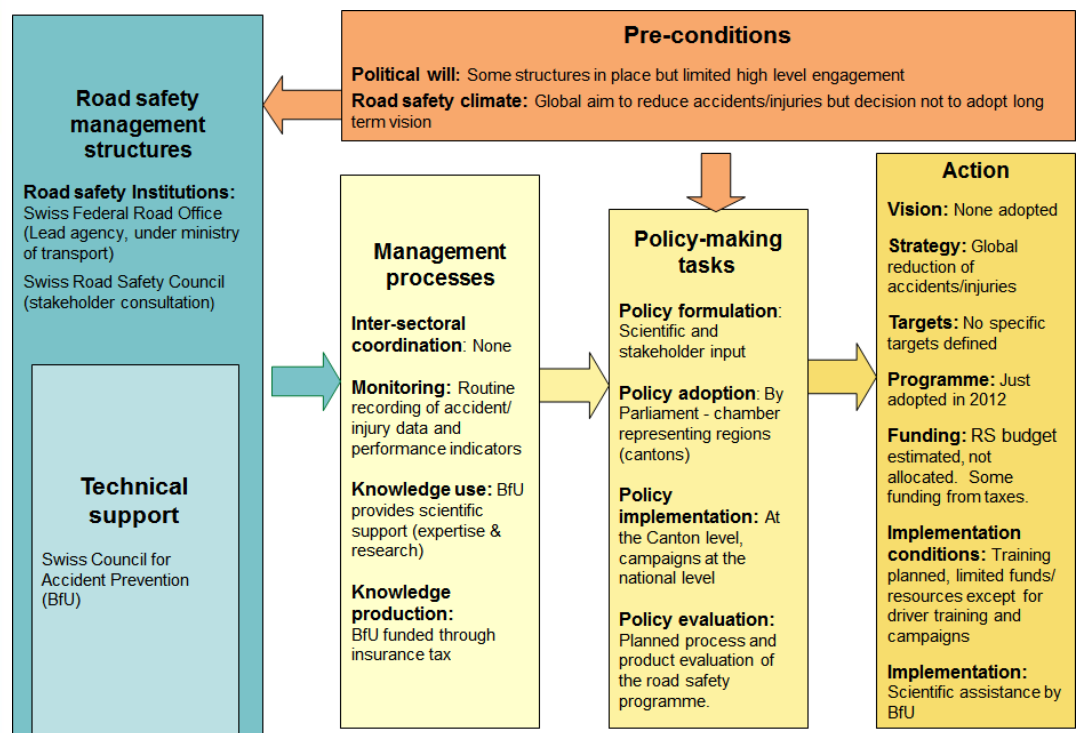 Pre-conditions
Political will: Some structures in place but limited high level engagement
Road safety climate: Global aim to reduce accidents/injuries but decision not to adopt long
term vision
Road safety
management
structures
Road safety Institutions:
Swiss Federal Road Office
(Lead agency, under ministry
of transport)
Swiss Road Safety Council
(stakeholder consultation)
Technical
support
Swiss Council for
Accident Prevention
(BfU)
Management
processes
Inter-sectoral
coordination: None
Monitoring: Routine
recording of accident/
injury data and
performance indicators
Knowledge use: BfU
provides scientific
support (expertise &
research)
Knowledge
production:
BfU funded through
insurance tax
Policy-making
tasks
Policy formulation:
Scientific and
stakeholder input
Policy adoption: By
Parliament - chamber
representing regions
(cantons)
Policy
implementation: At
the Canton level,
campaigns at the
national level
Policy evaluation:
Planned process and
product evaluation of
the road safety
programme.
Action
Vision: None adopted
Strategy: Global
reduction of
accidents/injuries
Targets: No specific
targets defined
Programme: Just
adopted in 2012
Funding: RS budget
estimated, not
allocated. Some
funding from taxes.
Implementation
conditions: Training
planned, limited funds/
resources except for
driver training and
campaigns
Implementation:
Scientific assistance by
BfU